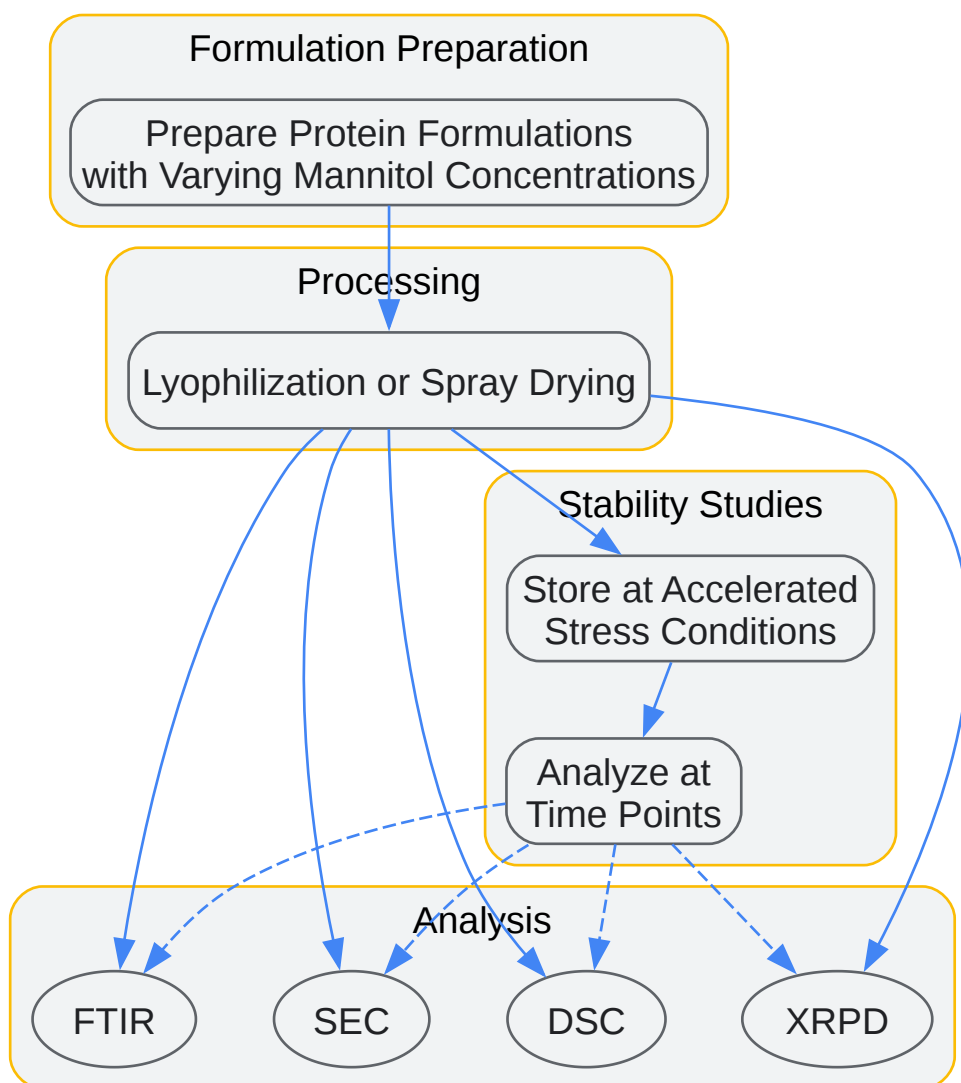 Formulation Preparation
Prepare Protein Formulations
with Varying Mannitol Concentrations
Processing
Lyophilization or Spray Drying
Stability Studies
Store at Accelerated
Stress Conditions
Analyze at
Time Points
Analysis
FTIR
SEC
DSC
XRPD